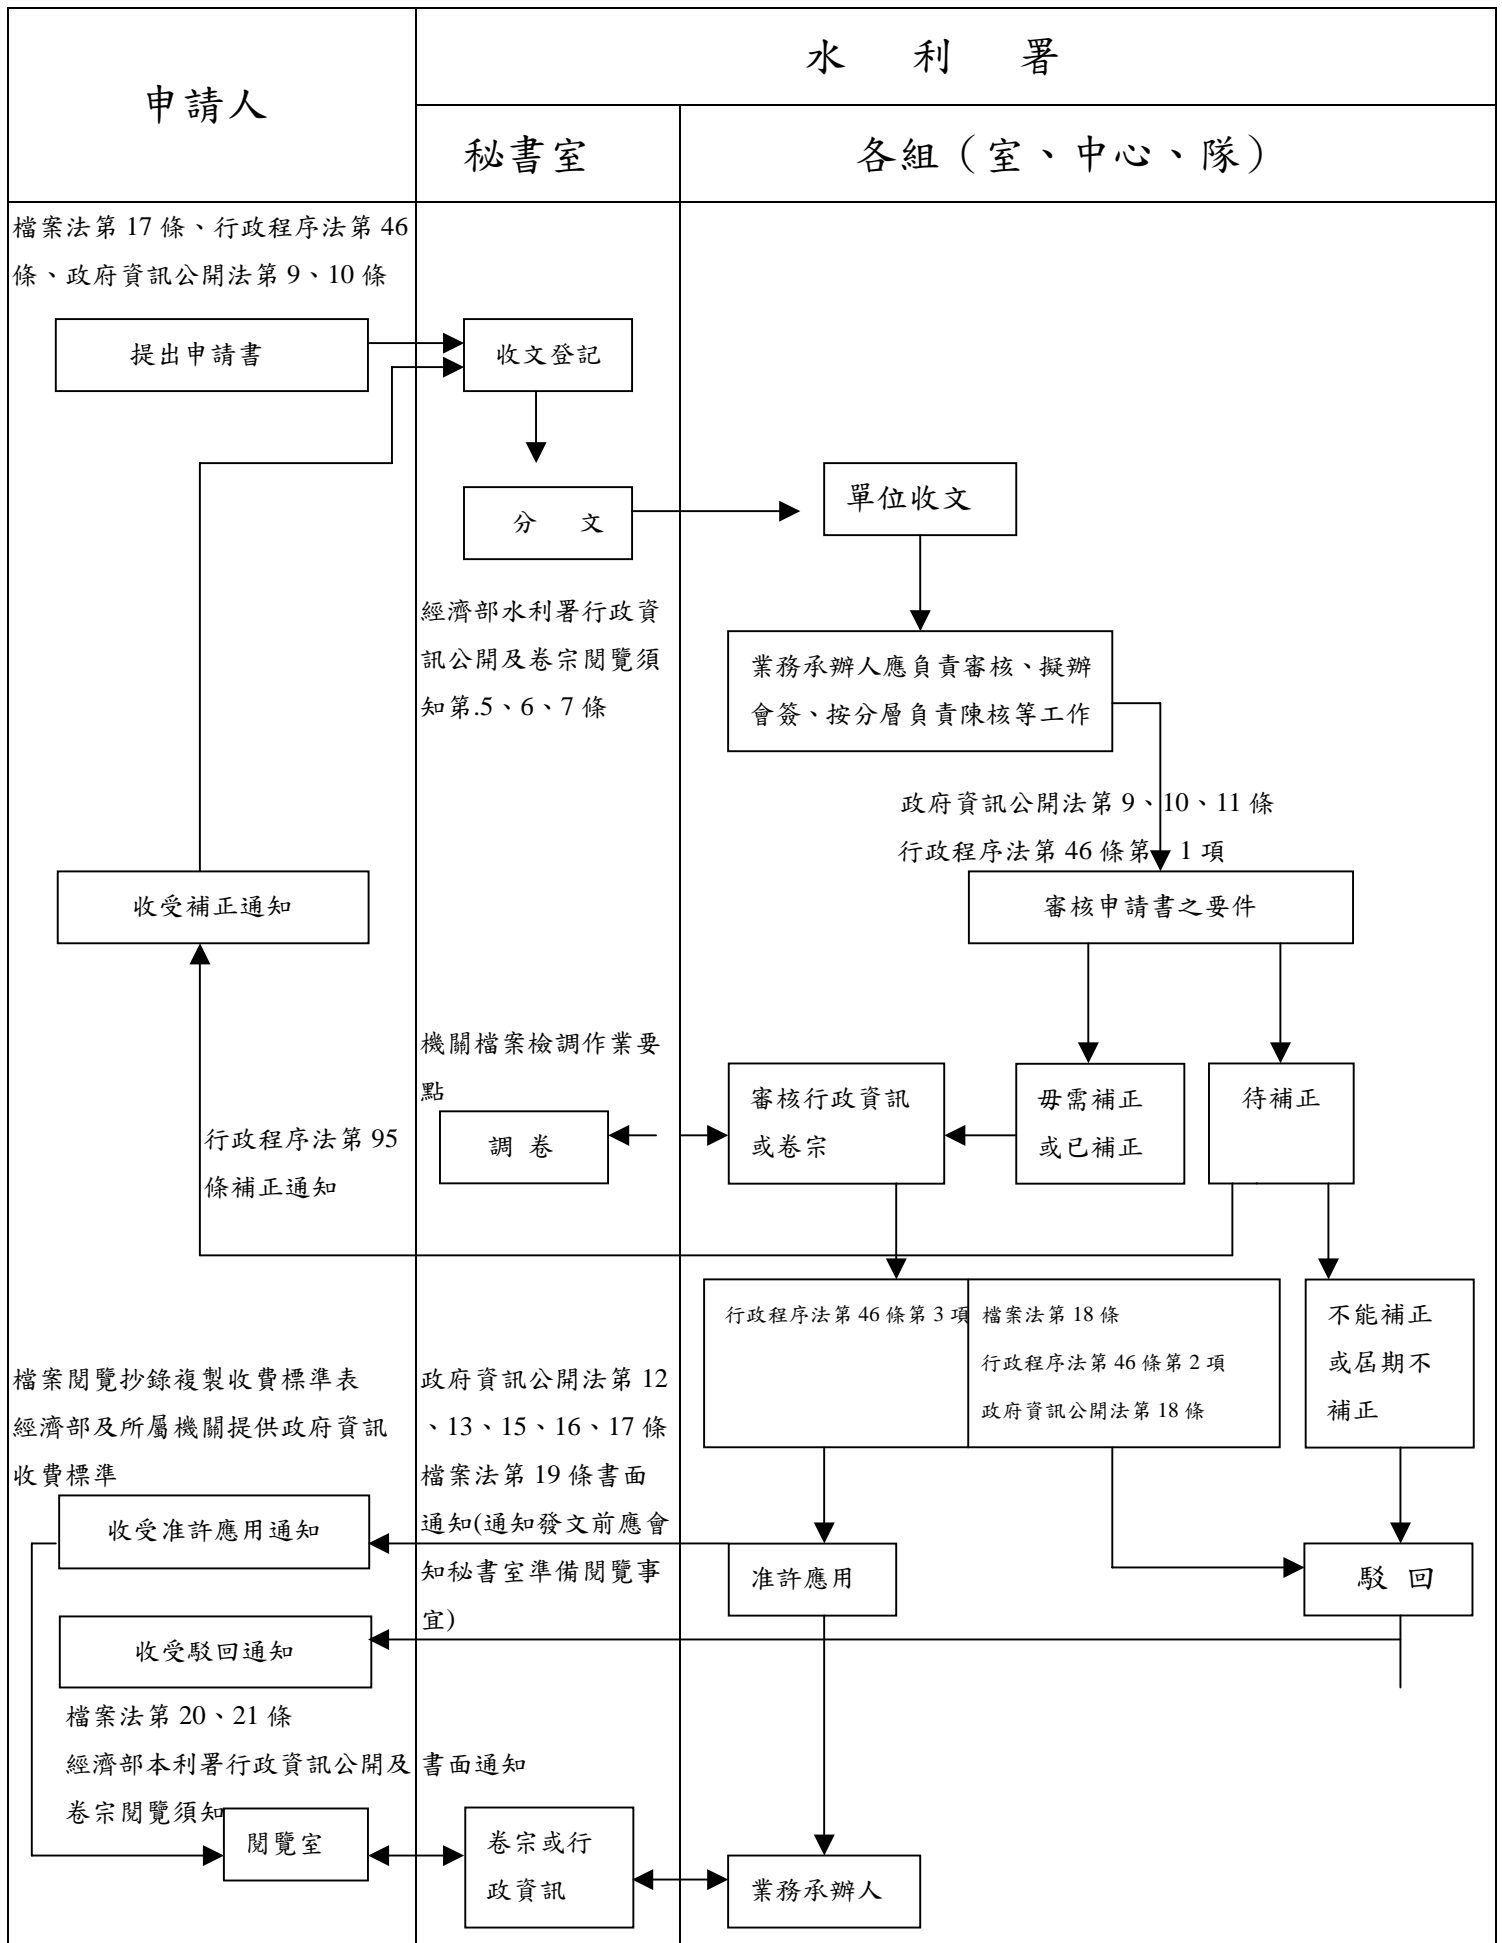 申請人
水 利 署
秘書室
各組（室、中心、隊）
檔案法第 17 條、行政程序法第 46
條、政府資訊公開法第 9、10 條
提出申請書
收文登記
分 文
單位收文
經濟部水利署行政資
訊公開及卷宗閱覽須
知第.5、6、7 條
業務承辦人應負責審核、擬辦
會簽、按分層負責陳核等工作
政府資訊公開法第 9、10、11 條
行政程序法第 46 條第 1 項
收受補正通知
審核申請書之要件
機關檔案檢調作業要
點
調 卷
審核行政資訊
或卷宗
毋需補正
或已補正
待補正
行政程序法第 95
條補正通知
行政程序法第 46 條第 3 項
檔案法第 18 條
行政程序法第 46 條第 2 項
政府資訊公開法第 18 條
不能補正
或屆期不
補正
檔案閱覽抄錄複製收費標準表
經濟部及所屬機關提供政府資訊
收費標準
政府資訊公開法第 12
、13、15、16、17 條
檔案法第 19 條書面
通知(通知發文前應會
知秘書室準備閱覽事
宜)
收受准許應用通知
准許應用
駁 回
收受駁回通知
檔案法第 20、21 條
經濟部本利署行政資訊公開及
卷宗閱覽須知
書面通知
閱覽室
卷宗或行
政資訊
業務承辦人